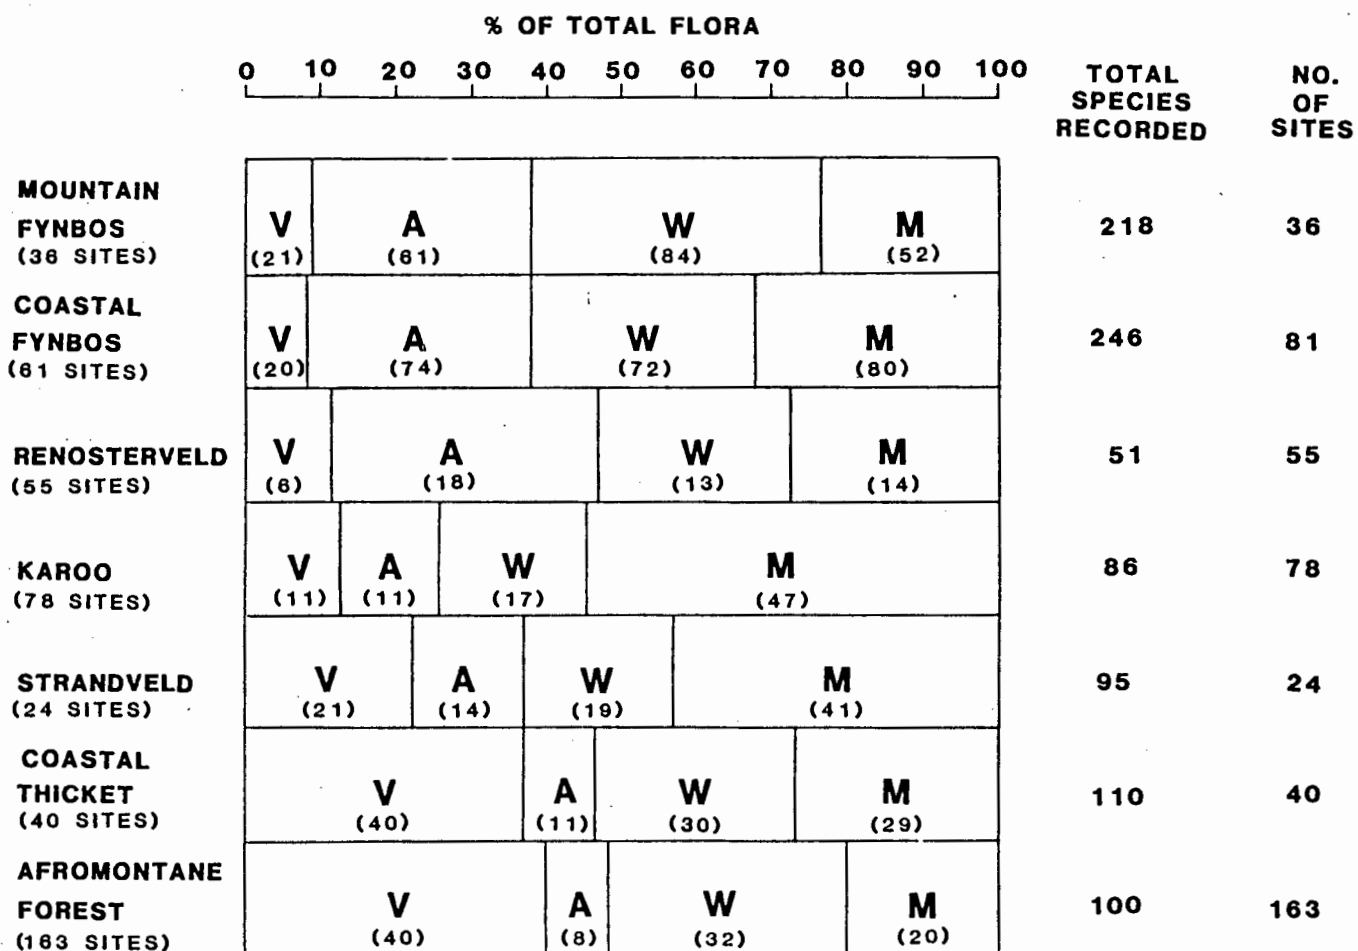 % OF TOTAL FLORA
0 10 20 30 40 50 60 70 80 90 100
TOTAL
SPECIES
RECORDED
NO.
OF
SITES
MOUNTAIN
FYNBOS
(36 SITES)
V A W M
(21) (61) (84) (52)
218 36
COASTAL
FYNBOS
(61 SITES)
V A W M
(20) (74) (72) (80)
246 81
RENOSTERVELD
(55 SITES)
V A W M
(6) (18) (13) (14)
51 55
KAROO
(78 SITES)
V A W M
(11) (11) (17) (47)
86 78
STRANDVELD
(24 SITES)
V A W M
(21) (14) (19) (41)
95 24
COASTAL
THICKET
(40 SITES)
V A W M
(40) (11) (30) (29)
110 40
AFROMONTANE
FOREST
(163 SITES)
V A W M
(40) (8) (32) (20)
100 163